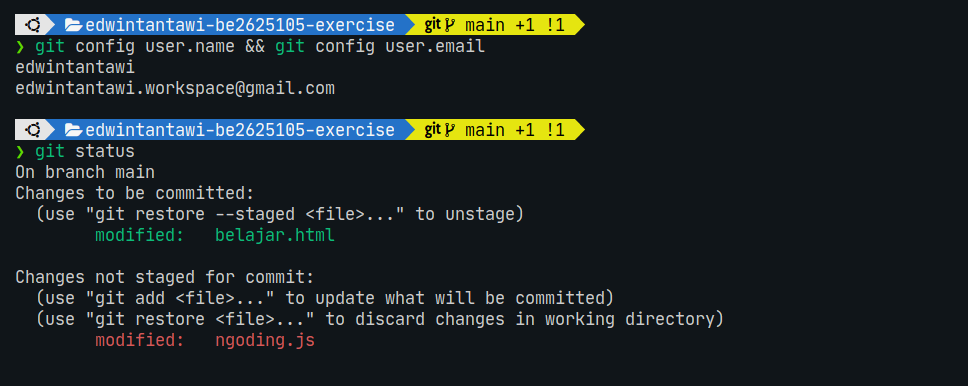 edwintantawi-be2625105-exercise git main +1 !1
❯ git config user.name && git config user.email
edwintantawi
edwintantawi.workspace@gmail.com
edwintantawi-be2625105-exercise git main +1 !1
❯ git status
On branch main
Changes to be committed:
  (use "git restore --staged <file>..." to unstage)
        modified:   belajar.html
Changes not staged for commit:
  (use "git add <file>..." to update what will be committed)
  (use "git restore <file>..." to discard changes in working directory)
        modified:   ngoding.js